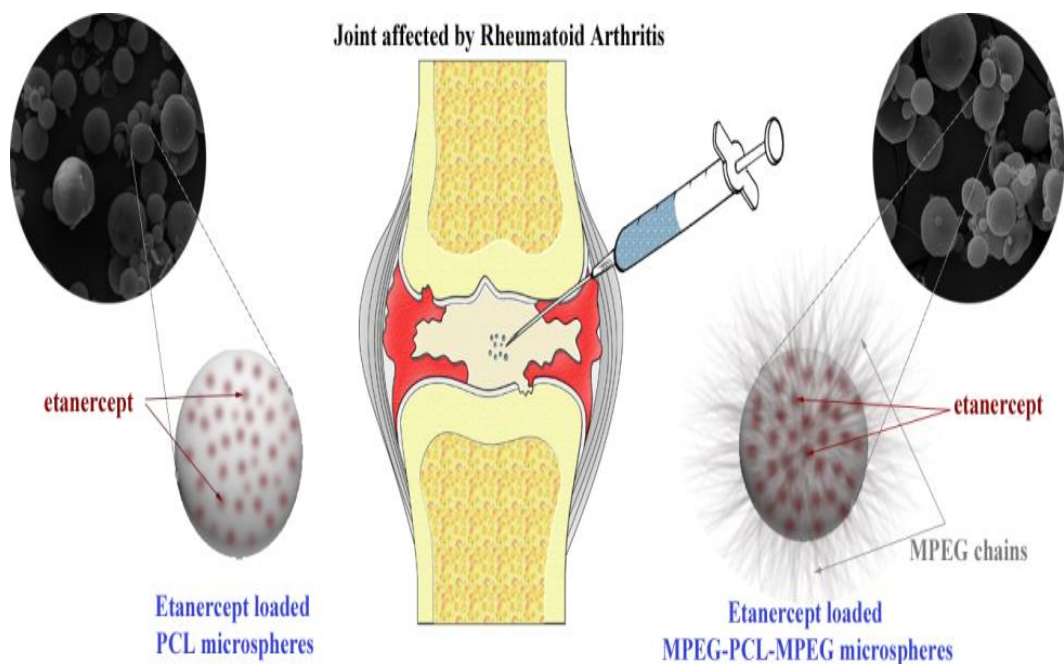 Joint affected by Rheumatoid Arthritis
etanercept
etanercept
MPEG chains
Etanercept loaded
PCL microspheres
Etanercept loaded
MPEG-PCL-MPEG microspheres